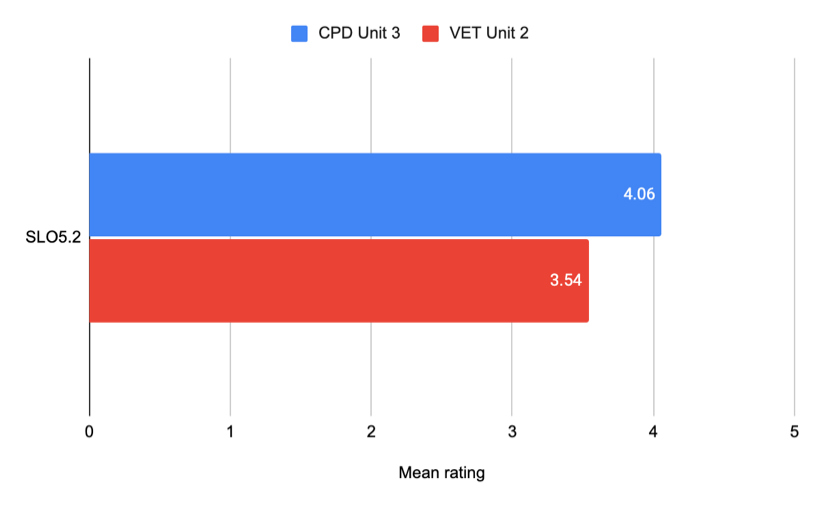 CPD Unit 3 VET Unit 2
4.06
SLO5.2
3.54
0 1 2 3 4 5
Mean rating